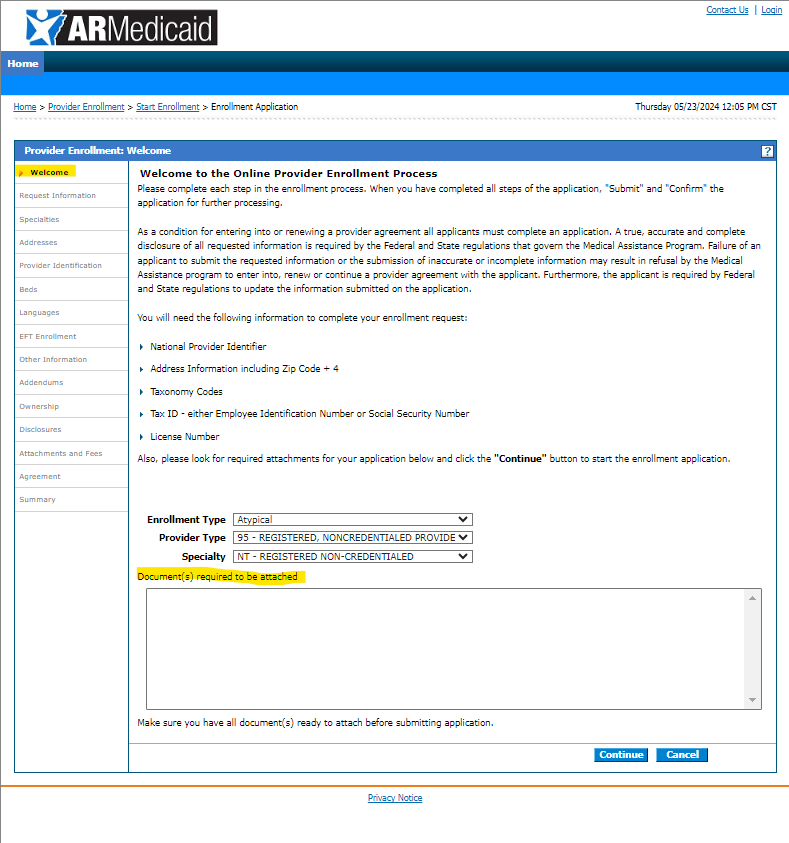 Contact Us | Login
ARMedicaid
Home
Home > Provider Enrollment > Start Enrollment > Enrollment Application
Thursday 05/23/2024 12:05 PM CST
Provider Enrollment: Welcome
?
Welcome
Request Information
Specialties
Addresses
Provider Identification
Beds
Languages
EFT Enrollment
Other Information
Addendums
Ownership
Disclosures
Attachments and Fees
Agreement
Summary
Welcome to the Online Provider Enrollment Process
Please complete each step in the enrollment process. When you have completed all steps of the application, "Submit" and "Confirm" the
application for further processing.
As a condition for entering into or renewing a provider agreement all applicants must complete an application. A true, accurate and complete
disclosure of all requested information is required by the Federal and State regulations that govern the Medical Assistance Program. Failure of an
applicant to submit the requested information or the submission of inaccurate or incomplete information may result in refusal by the Medical
Assistance program to enter into, renew or continue a provider agreement with the applicant. Furthermore, the applicant is required by Federal
and State regulations to update the information submitted on the application.
You will need the following information to complete your enrollment request:
National Provider Identifier
Address Information including Zip Code + 4
Taxonomy Codes
Tax ID - either Employee Identification Number or Social Security Number
License Number
Also, please look for required attachments for your application below and click the "Continue" button to start the enrollment application.
Enrollment Type Atypical
Provider Type 95 - REGISTERED, NONCREDENTIALED PROVIDE
Specialty NT - REGISTERED NON-CREDENTIALED
Document(s) required to be attached
Make sure you have all document(s) ready to attach before submitting application.
Continue Cancel
Privacy Notice